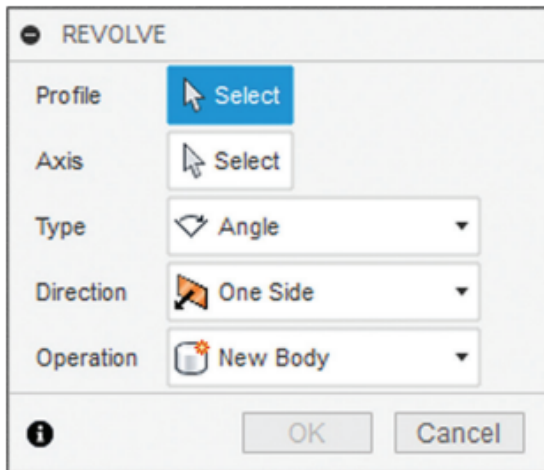 REVOLVE
Profile Select
Axis Select
Type Angle
Direction One Side
Operation New Body
OK Cancel